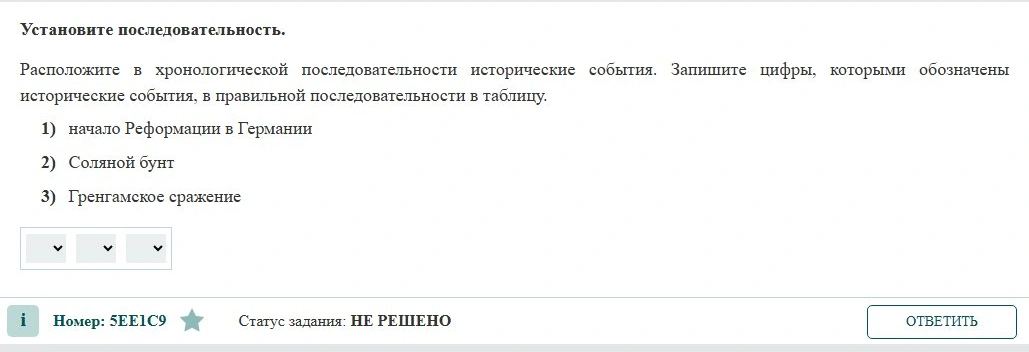 Установите последовательность.
Расположите в хронологической последовательности исторические события. Запишите цифры, которыми обозначены
исторические события, в правильной последовательности в таблицу.
1) начало Реформации в Германии
2) Соляной бунт
3) Гренгамское сражение
i Номер: 5EE1C9 Статус задания: НЕ РЕШЕНО ОТВЕТИТЬ